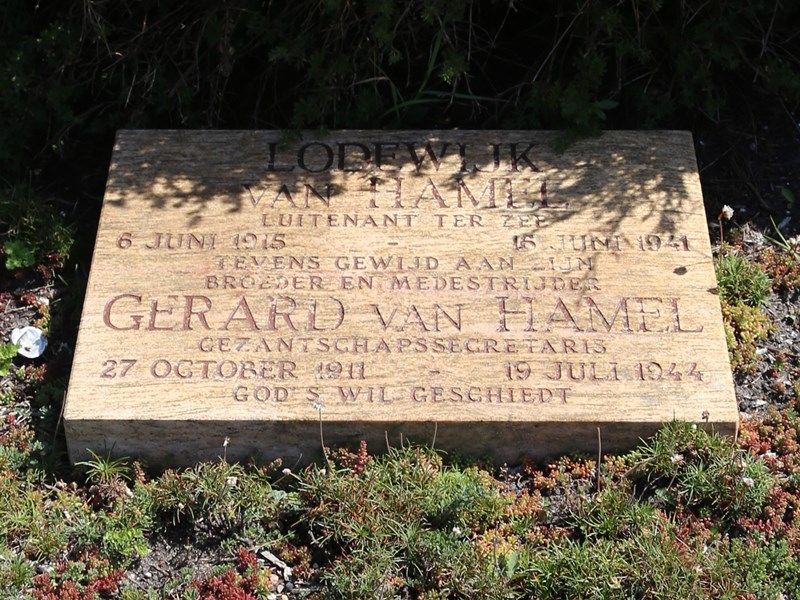 LODEWIJK
VAN HAMEL
LUITENANT TER ZEE
6 JUNI 1915 - 16 JUNI 1941
TEVENS GEWIJD AAN ZIJN
BROEDER EN MEDESTRIJDER
GERARD VAN HAMEL
GEZANTSCHAPSSECRETARIS
27 OCTOBER 1911 - 19 JULI 1944
GOD'S WIL GESCHIEDT